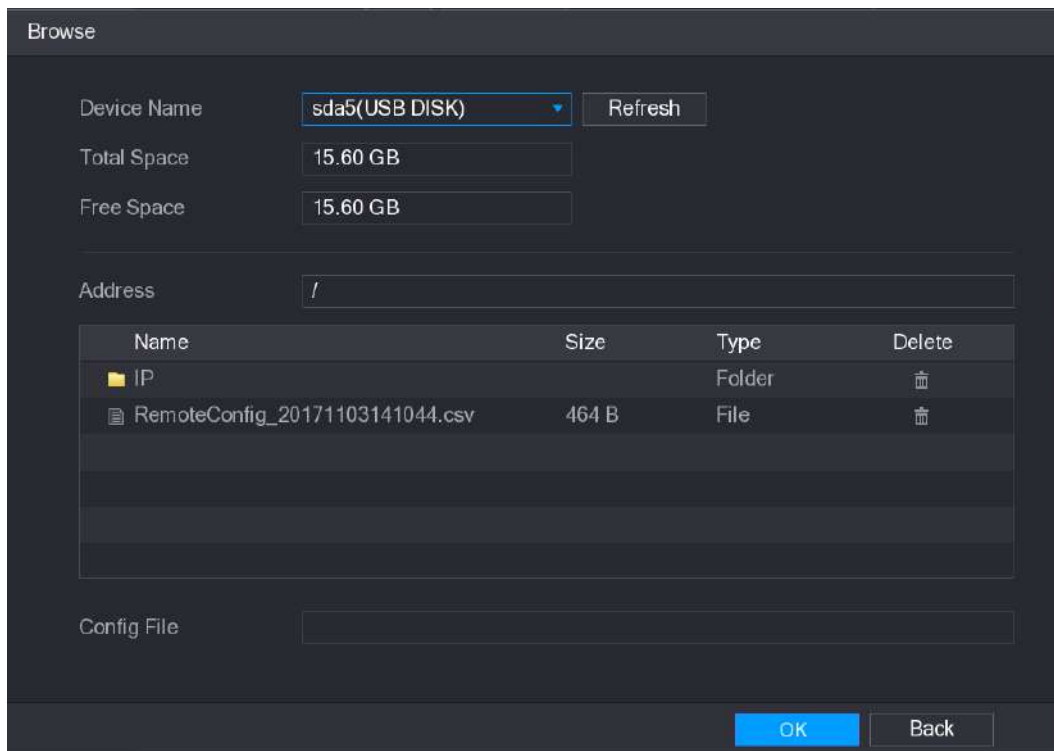 Browse
Device Name sda5(USB DISK) Refresh
Total Space 15.60 GB
Free Space 15.60 GB
Address /
Name Size Type Delete
IP Folder
RemoteConfig_20171103141044.csv 464 B File
Config File
OK Back